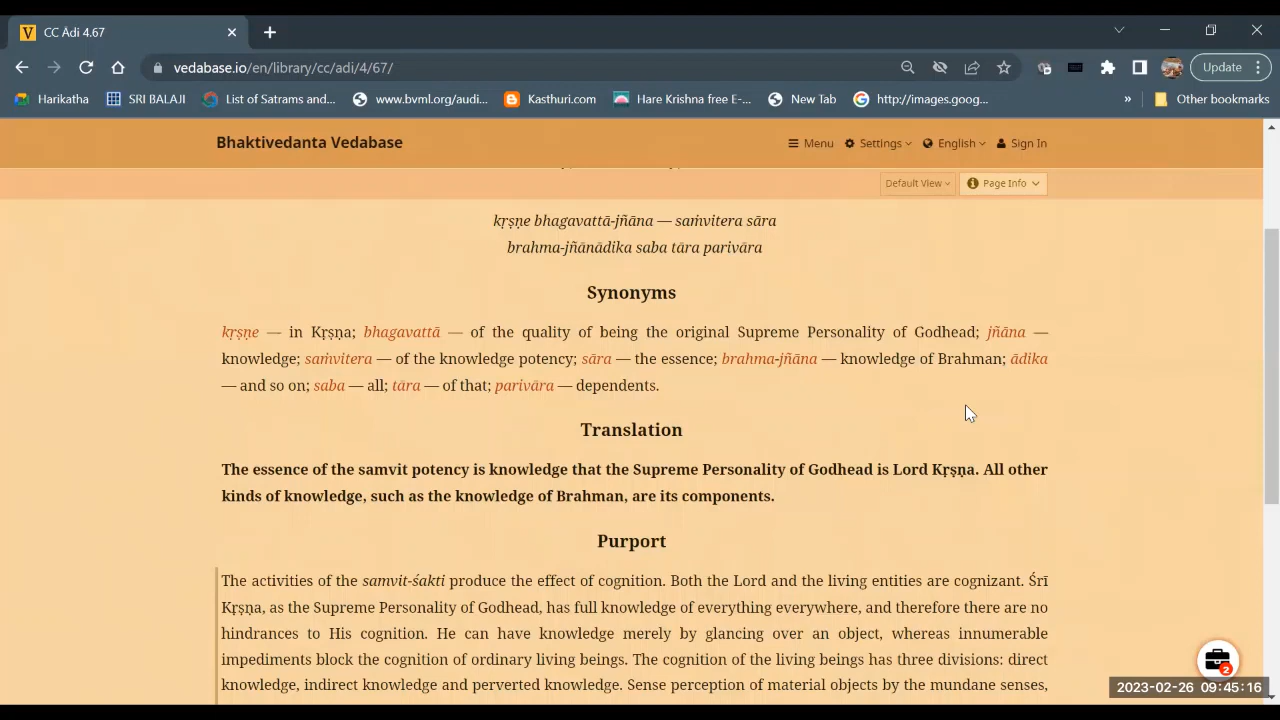 V CC Ādi 4.67
vedabase.io/en/library/cc/adi/4/67/
Update
Harikatha SRI BALAJI List of Satrams and... www.bvml.org/audi... Kasthuri.com Hare Krishna free E-... New Tab http://images.goog... » Other bookmarks
Bhaktivedanta Vedabase Menu Settings English Sign In
Default View Page Info
kṛṣṇe bhagavattā-jñāna — saṁvitera sāra
brahma-jñānādika saba tāra parivāra
Synonyms
kṛṣṇe — in Kṛṣṇa; bhagavattā — of the quality of being the original Supreme Personality of Godhead; jñāna —
knowledge; saṁvitera — of the knowledge potency; sāra — the essence; brahma-jñāna — knowledge of Brahman; ādika
— and so on; saba — all; tāra — of that; parivāra — dependents.
Translation
The essence of the samvit potency is knowledge that the Supreme Personality of Godhead is Lord Kṛṣṇa. All other
kinds of knowledge, such as the knowledge of Brahman, are its components.
Purport
The activities of the samvit-śakti produce the effect of cognition. Both the Lord and the living entities are cognizant. Śrī
Kṛṣṇa, as the Supreme Personality of Godhead, has full knowledge of everything everywhere, and therefore there are no
hindrances to His cognition. He can have knowledge merely by glancing over an object, whereas innumerable
impediments block the cognition of ordinary living beings. The cognition of the living beings has three divisions: direct
knowledge, indirect knowledge and perverted knowledge. Sense perception of material objects by the mundane senses,
2
2023-02-26 09:45:16